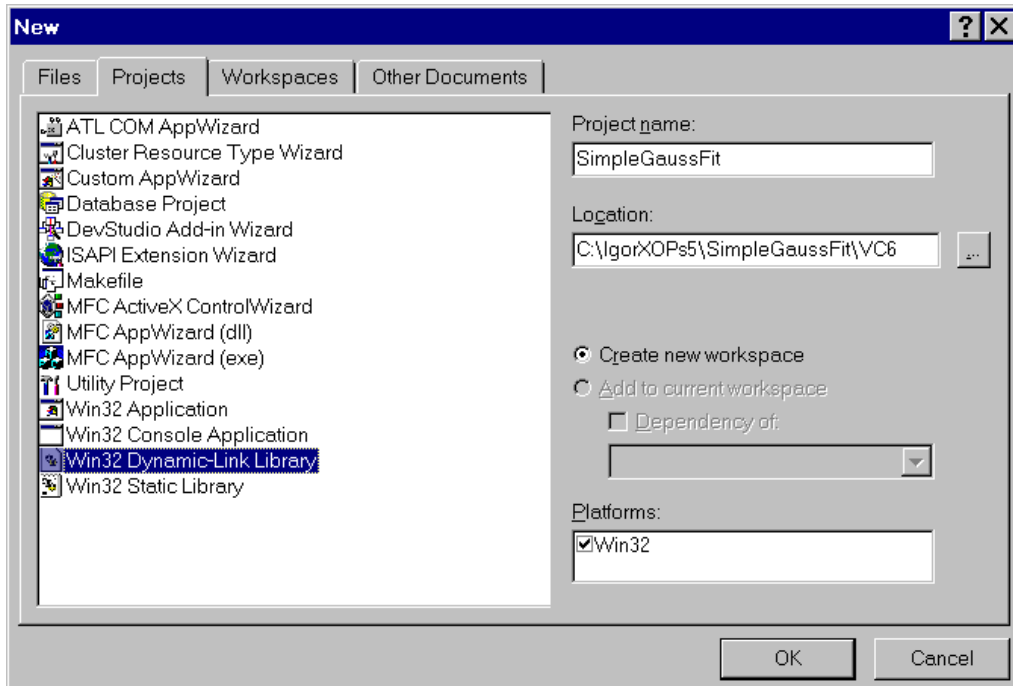 New
Files Projects Workspaces Other Documents
ATL COM AppWizard
Cluster Resource Type Wizard
Custom AppWizard
Database Project
DevStudio Add-in Wizard
ISAPI Extension Wizard
Makefile
MFC ActiveX ControlWizard
MFC AppWizard (dll)
MFC AppWizard (exe)
Utility Project
Win32 Application
Win32 Console Application
Win32 Dynamic-Link Library
Win32 Static Library
Project name:
SimpleGaussFit
Location:
C:\IgorXOPs5\SimpleGaussFit\VC6
...
Create new workspace
Add to current workspace
Dependency of:
Platforms:
Win32
OK Cancel